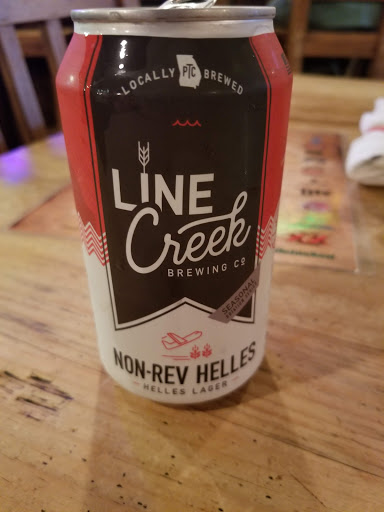 LOCALLY PTC BREWED
LINE
Creek
BREWING CO
SEASONAL
NON-REV HELLES
HELLES LAGER